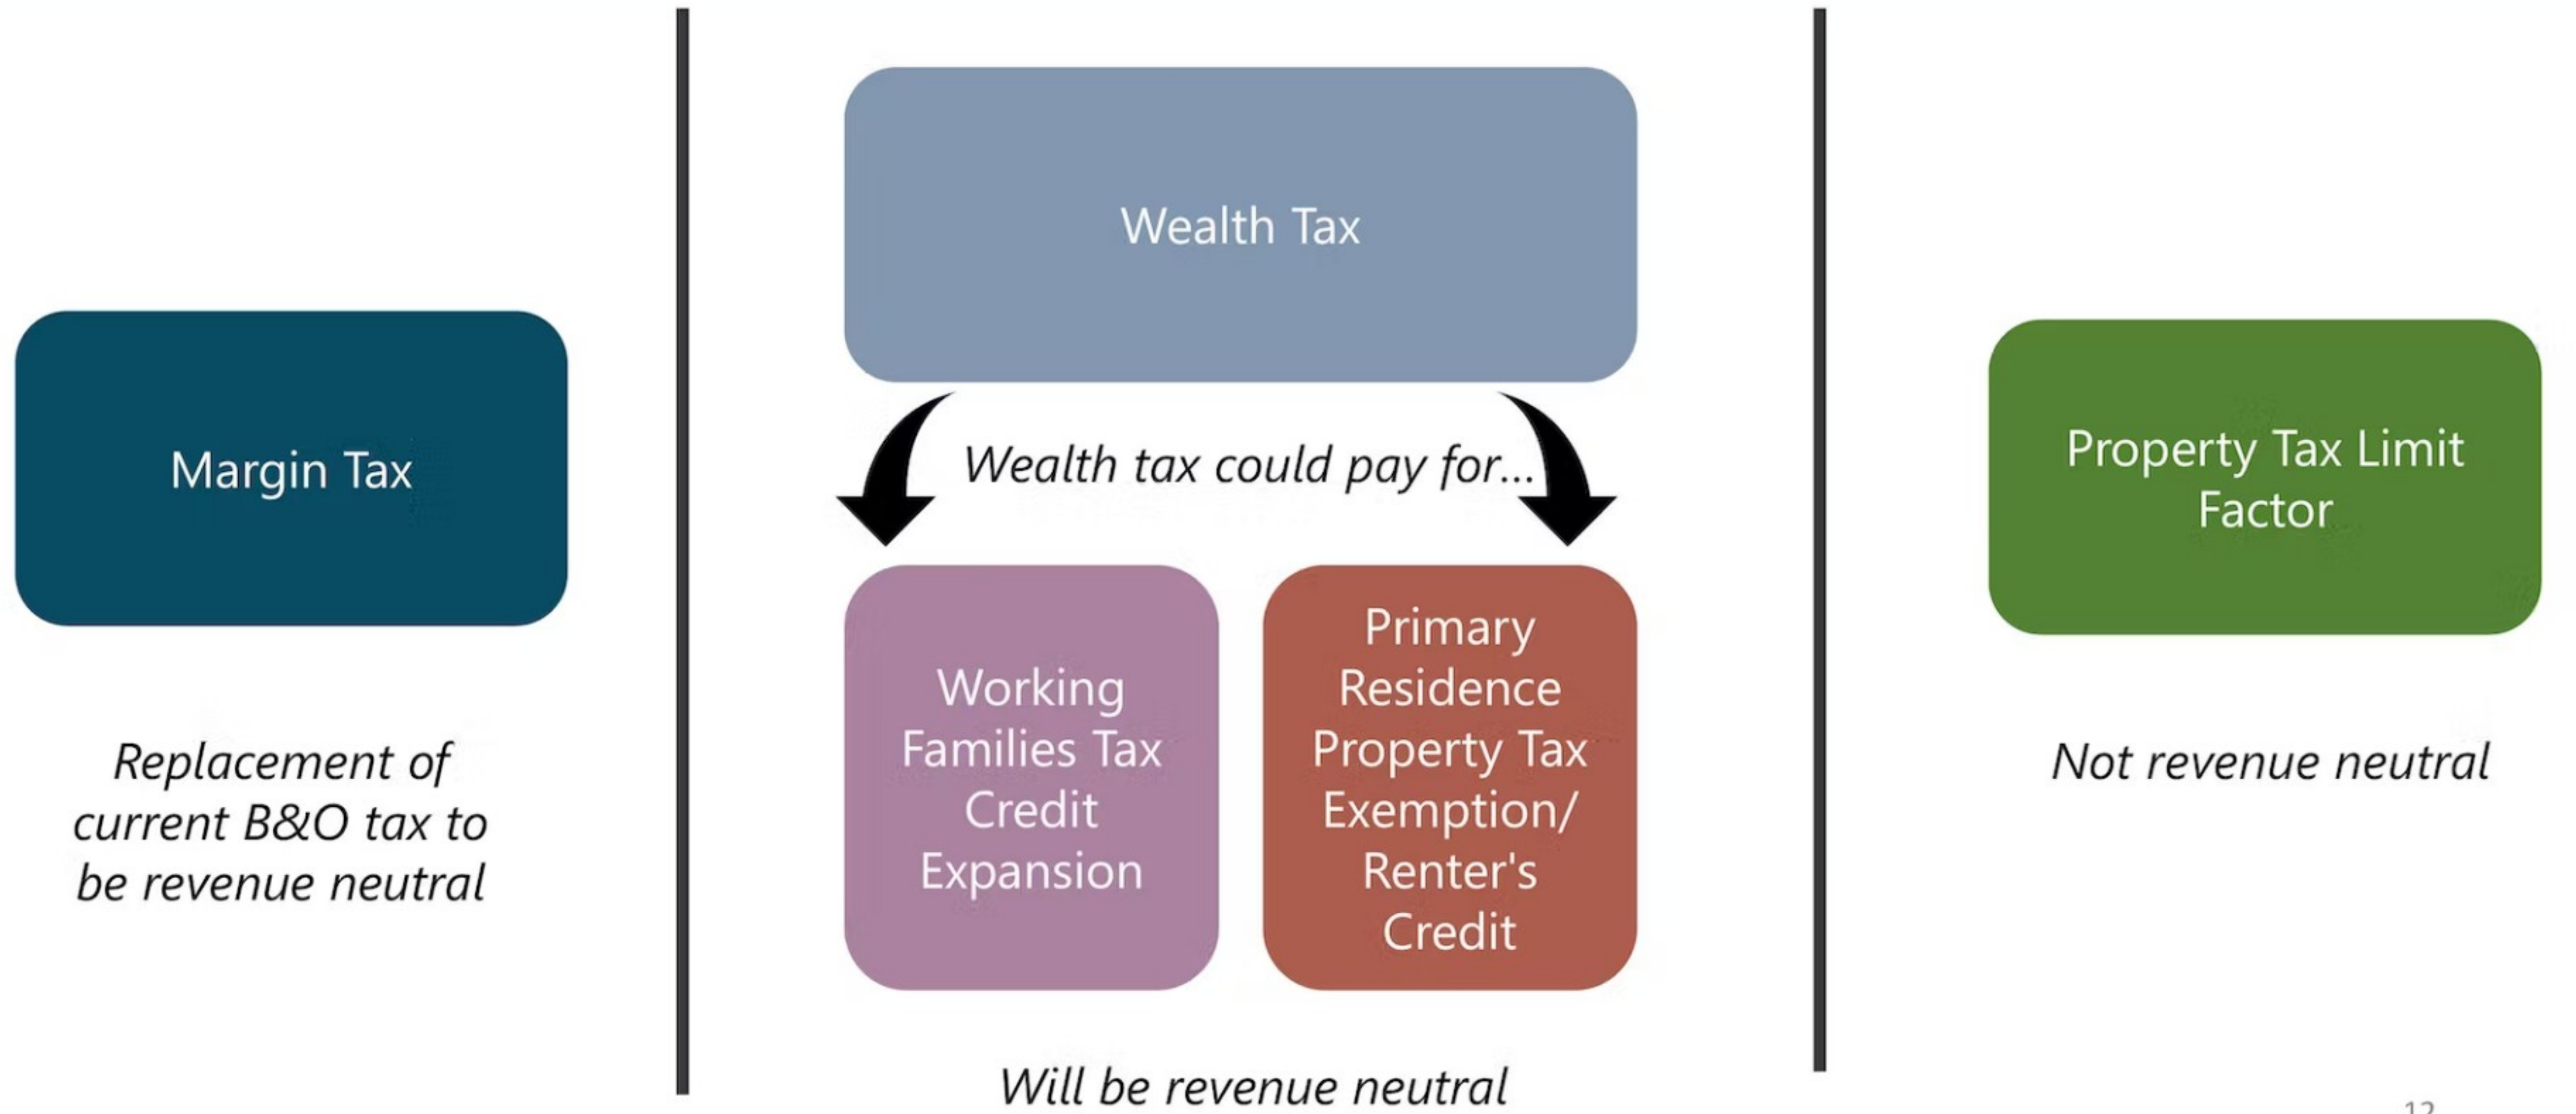 Margin Tax
Replacement of
current B&O tax to
be revenue neutral
Wealth Tax
Wealth tax could pay for...
Working
Families Tax
Credit
Expansion
Primary
Residence
Property Tax
Exemption/
Renter's
Credit
Will be revenue neutral
Property Tax Limit
Factor
Not revenue neutral
12